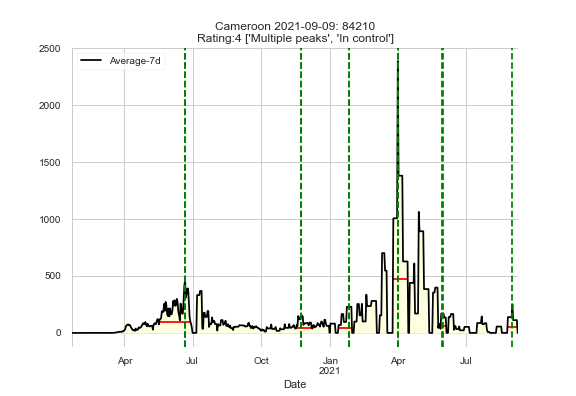 Cameroon 2021-09-09: 84210
Rating:4 ['Multiple peaks', 'In control']
Average-7d
2500
2000
1500
1000
500
0
Apr
Jul
Oct
Jan
2021
Apr
Jul
Date